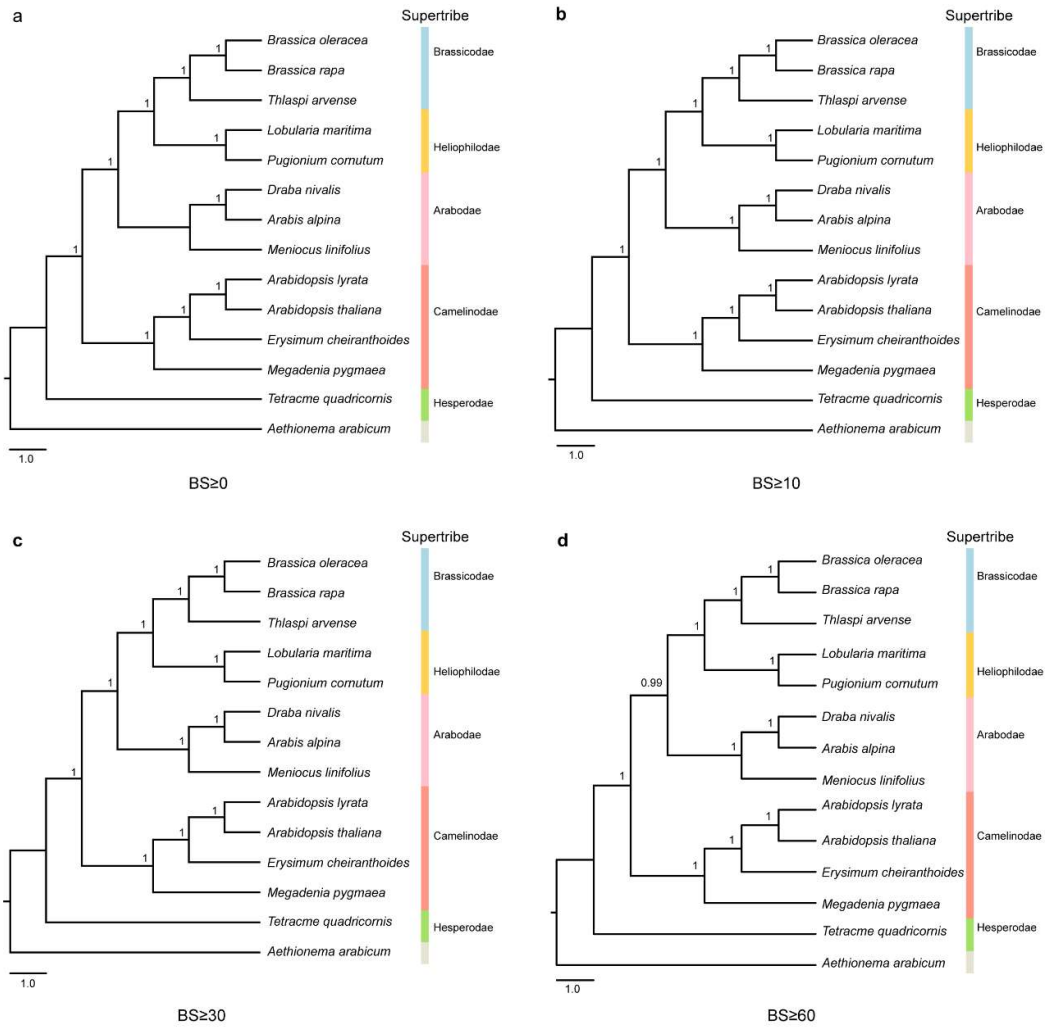 a
Supertribe
1
Brassica oleracea
Brassicodae
1
Brassica rapa
1
Thlaspi arvense
1
Lobularia maritima
1
Heliophilodae
Pugionium cornutum
1
Draba nivalis
1
Arabodae
Arabis alpina
Meniocus linifolius
1
Arabidopsis lyrata
1
Arabidopsis thaliana
Camelinodae
1
Erysimum cheiranthoides
1
Megadenia pygmaea
Tetracme quadricornis
Hesperodae
Aethionema arabicum
1.0
BS≥0
b
Supertribe
1
Brassica oleracea
Brassicodae
1
Brassica rapa
1
Thlaspi arvense
1
Lobularia maritima
1
Heliophilodae
Pugionium cornutum
1
Draba nivalis
1
Arabodae
Arabis alpina
1
Meniocus linifolius
1
Arabidopsis lyrata
1
Arabidopsis thaliana
Camelinodae
1
Erysimum cheiranthoides
1
Megadenia pygmaea
Tetracme quadricornis
Hesperodae
Aethionema arabicum
1.0
BS≥10
c
Supertribe
1
Brassica oleracea
Brassicodae
1
Brassica rapa
1
Thlaspi arvense
1
Lobularia maritima
1
Heliophilodae
Pugionium cornutum
1
Draba nivalis
1
Arabodae
Arabis alpina
1
Meniocus linifolius
1
Arabidopsis lyrata
1
Arabidopsis thaliana
Camelinodae
1
Erysimum cheiranthoides
1
Megadenia pygmaea
Tetracme quadricornis
Hesperodae
Aethionema arabicum
1.0
BS≥30
d
Supertribe
1
Brassica oleracea
Brassicodae
1
Brassica rapa
1
Thlaspi arvense
1
Lobularia maritima
1
Heliophilodae
Pugionium cornutum
0.99
Draba nivalis
1
Arabodae
Arabis alpina
1
Meniocus linifolius
1
Arabidopsis lyrata
1
Arabidopsis thaliana
Camelinodae
1
Erysimum cheiranthoides
1
Megadenia pygmaea
Tetracme quadricornis
Hesperodae
Aethionema arabicum
1.0
BS≥60